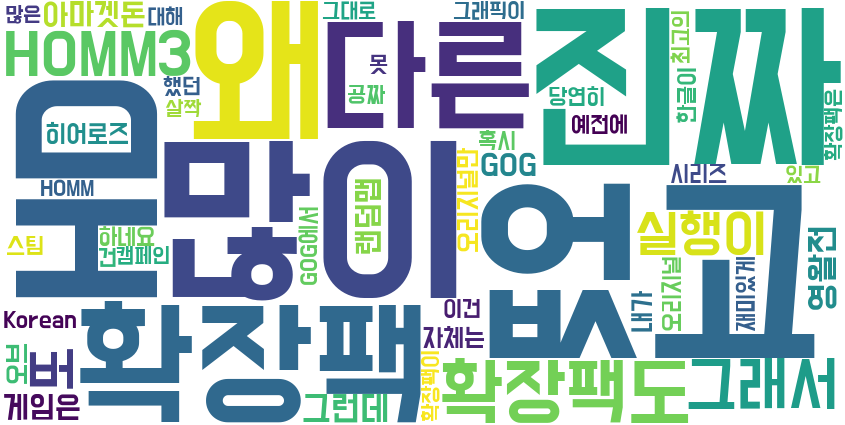 많은
아마겟돈
대해
HOMM3
왜
그대로
그래픽이
못
다른
공짜
했던
살짝
진짜
최고의
한글이
당연히
예전에
확장팩은
히어로즈
HD
HOMM
많이
랜덤맵
혹시
GOG
오리지널만
시리즈
있고
GOG에서
없고
실행이
스팀
하네요
건캠페인
영왈전
오리지널
재미있게
내가
Korean
확장팩
이건
자체는
버
게임은
그런데
확장팩이
확장팩도
그래서